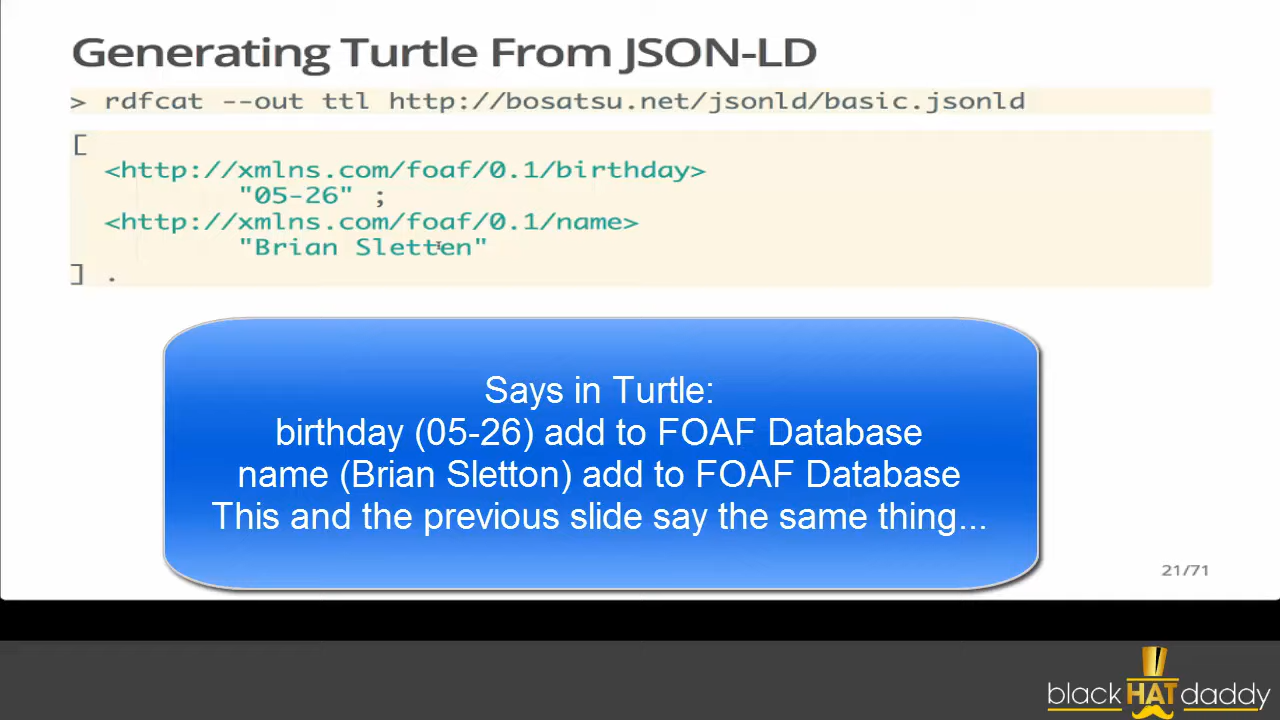 Generating Turtle From JSON-LD
> rdfcat --out ttl http://bosatsu.net/jsonld/basic.jsonld
[
<http://xmlns.com/foaf/0.1/birthday>
"05-26" ;
<http://xmlns.com/foaf/0.1/name>
"Brian Sletten"
] .
Says in Turtle:
birthday (05-26) add to FOAF Database
name (Brian Sletton) add to FOAF Database
This and the previous slide say the same thing...
21/71
blackHATdaddy